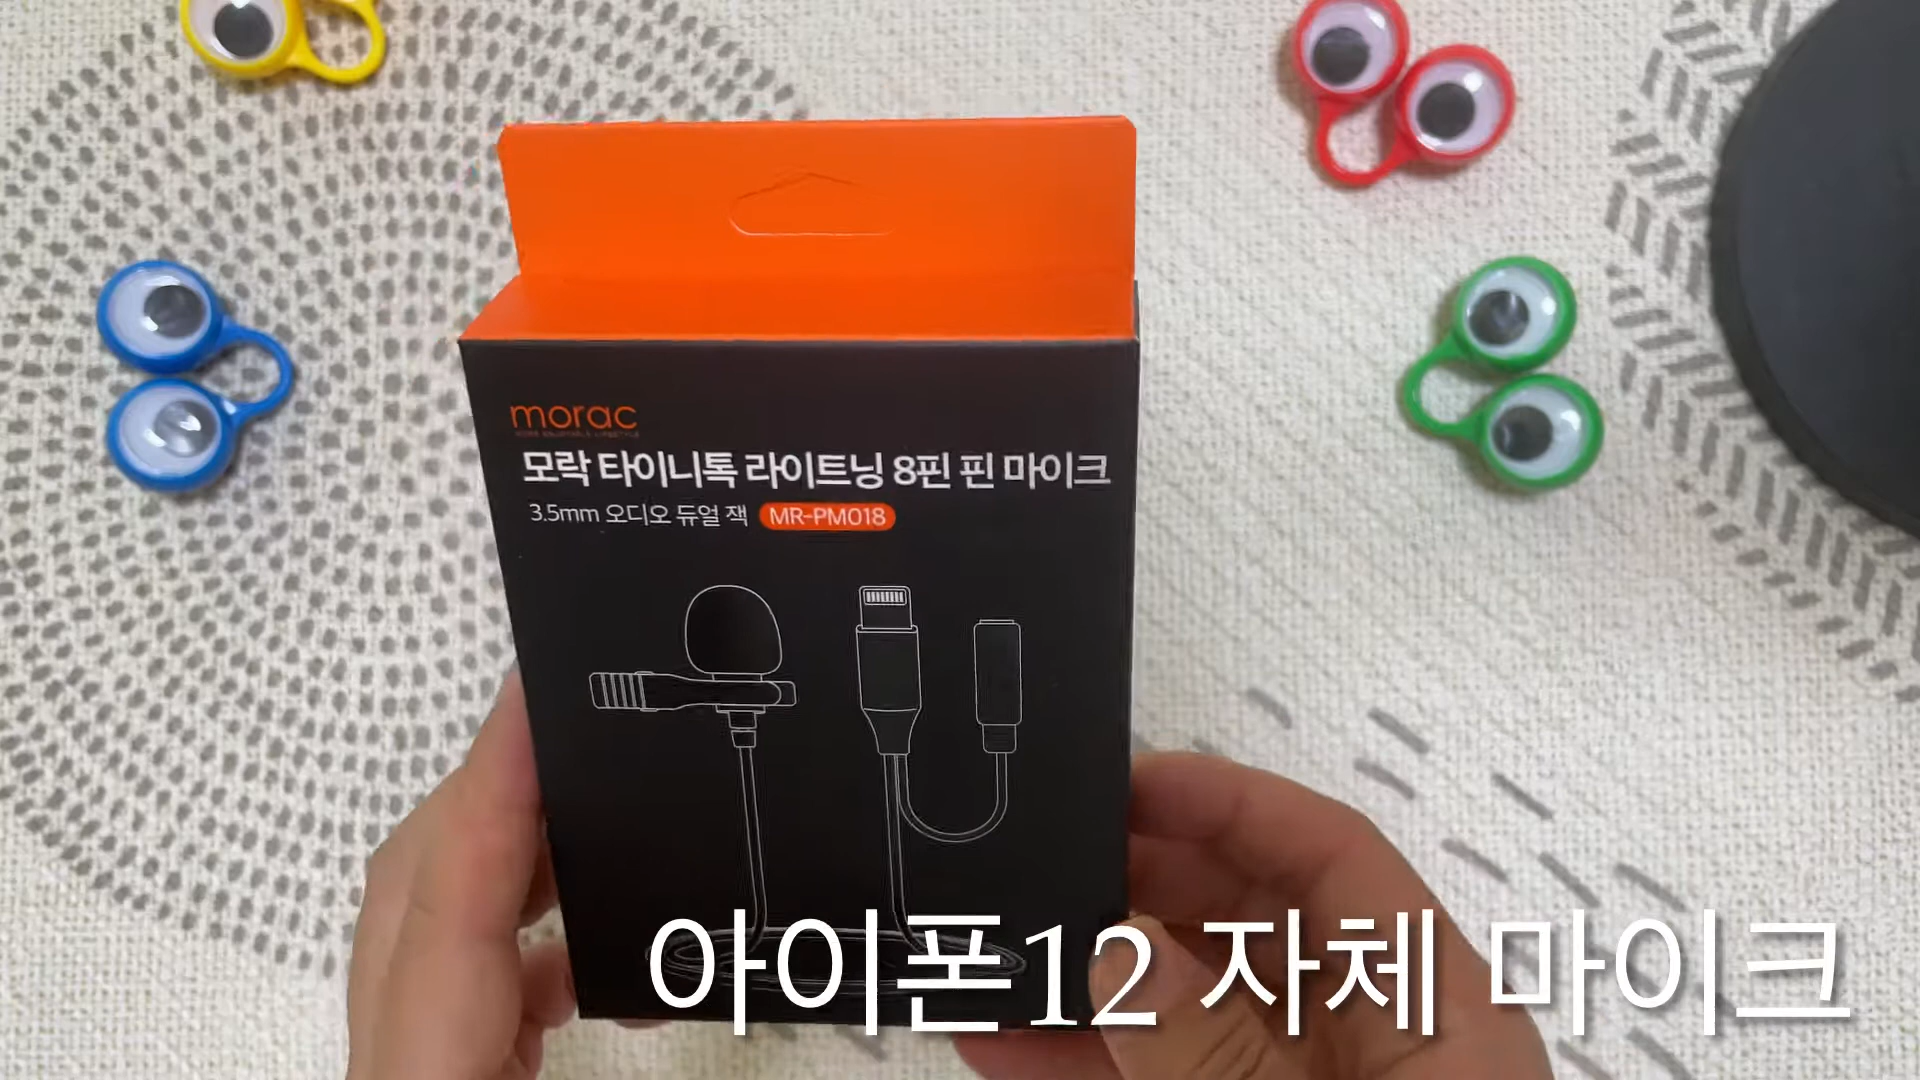 morac
모락 타이니톡 라이트닝 8핀 핀 마이크
3.5mm 오디오 듀얼 잭 MR-PM018
아이폰12 자체 마이크